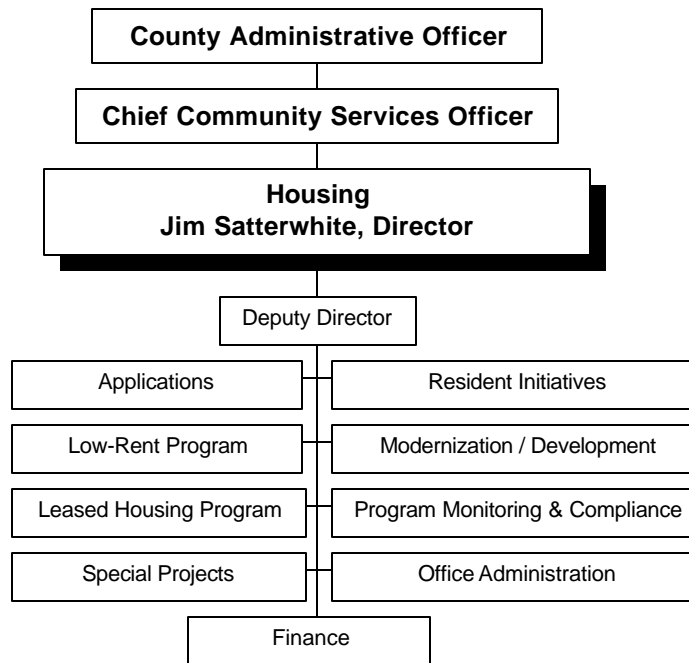 County Administrative Officer
Chief Community Services Officer
Housing
Jim Satterwhite, Director
Deputy Director
Applications
Resident Initiatives
Low-Rent Program
Modernization / Development
Leased Housing Program
Program Monitoring & Compliance
Special Projects
Office Administration
Finance